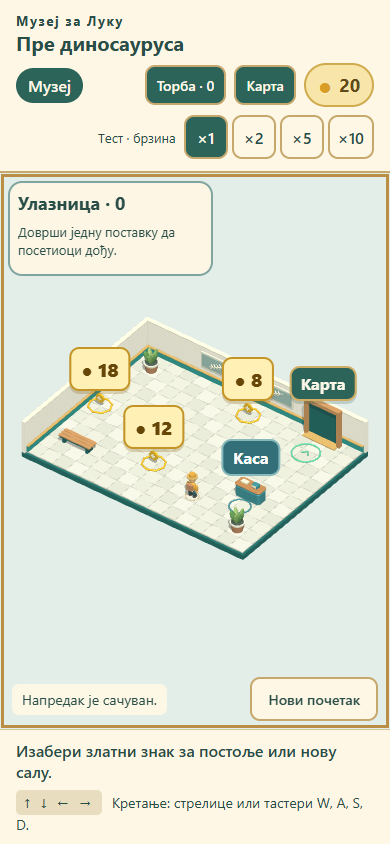 Музеј за Луку
Пре диносауруса
Музеј
Торба · 0
Карта
20
Тест · брзина
×1
×2
×5
×10
Улазница · 0
Доврши једну поставку да
посетиоци дођу.
18
8
Карта
12
Каса
Напредак је сачуван.
Нови почетак
Изабери златни знак за постоље или нову
салу.
↑ ↓ ← → Кретање: стрелице или тастери W, A, S,
D.